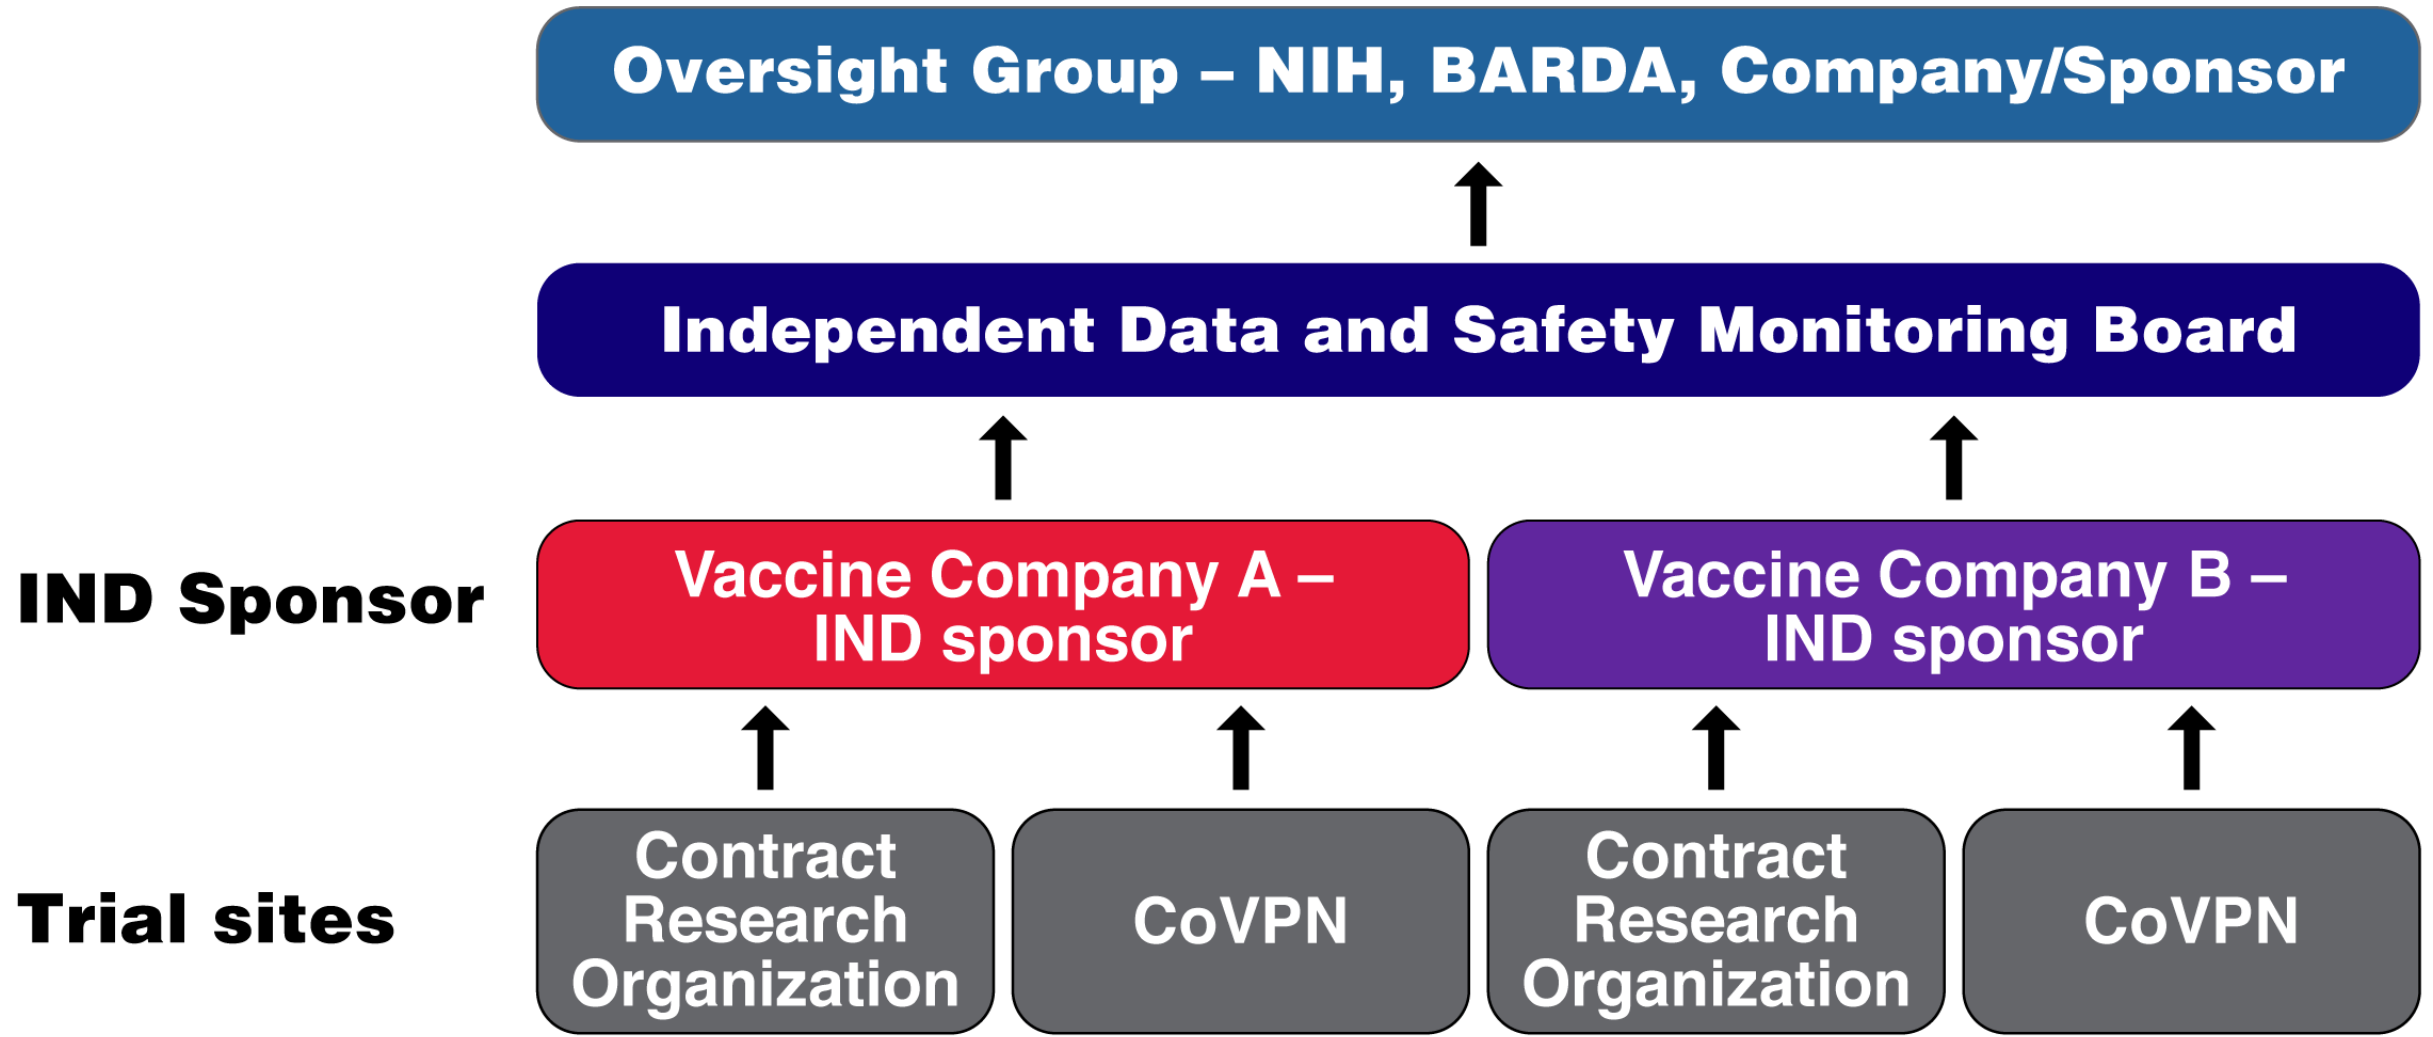 Oversight Group – NIH, BARDA, Company/Sponsor
Independent Data and Safety Monitoring Board
IND Sponsor
Vaccine Company A –
IND sponsor
Vaccine Company B –
IND sponsor
Trial sites
Contract
Research
Organization
CoVPN
Contract
Research
Organization
CoVPN